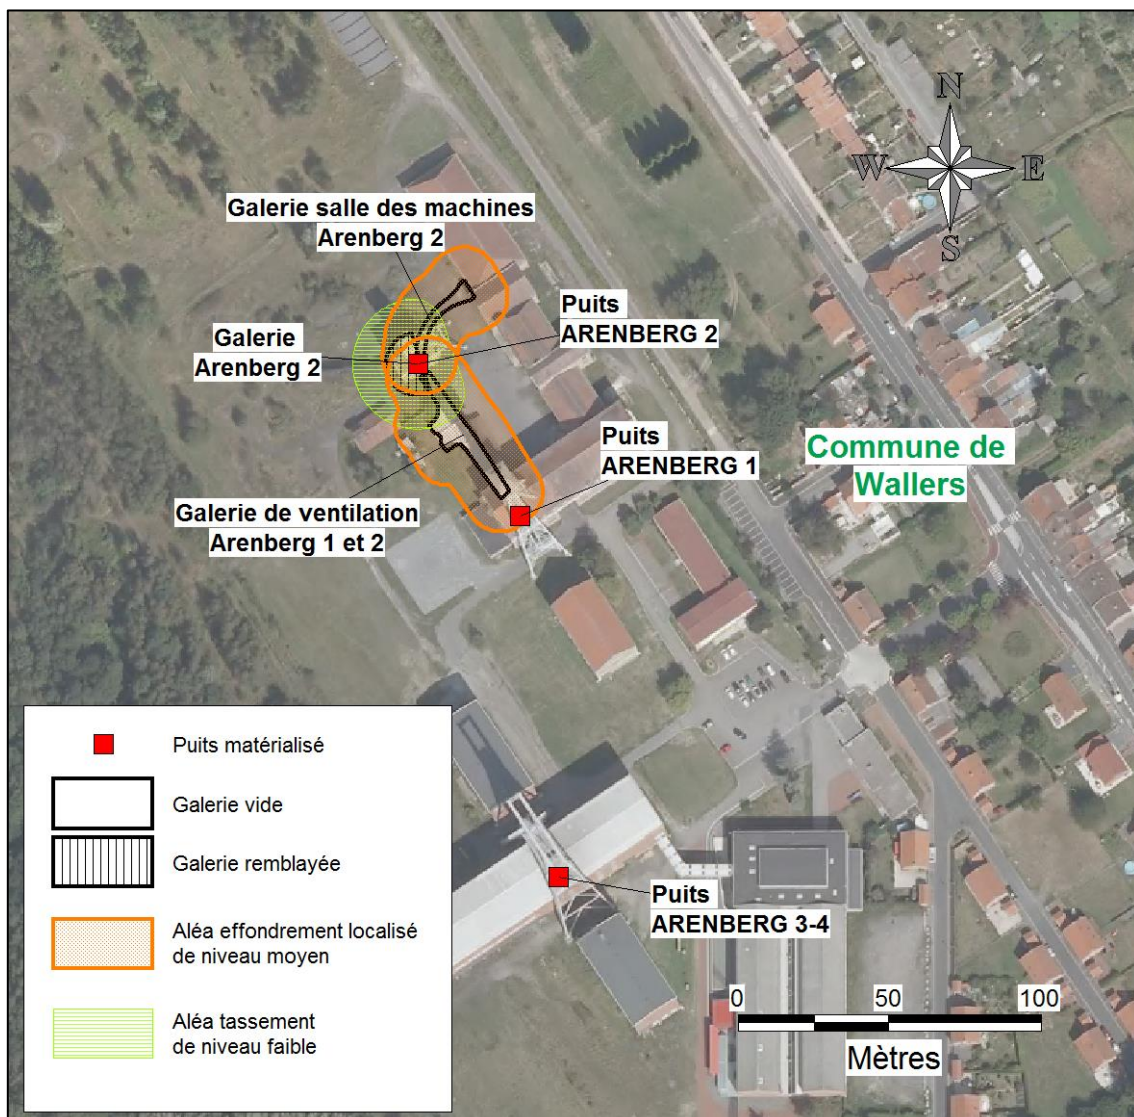 N
W
E
S
Galerie salle des machines
Arenberg 2
Puits
ARENBERG 2
Galerie
Arenberg 2
Puits
ARENBERG 1
Commune de
Wallers
Galerie de ventilation
Arenberg 1 et 2
Puits matérialisé
Galerie vide
Galerie remblayée
Aléa effondrement localisé
de niveau moyen
Aléa tassement
de niveau faible
Puits
ARENBERG 3-4
0 50 100
Mètres